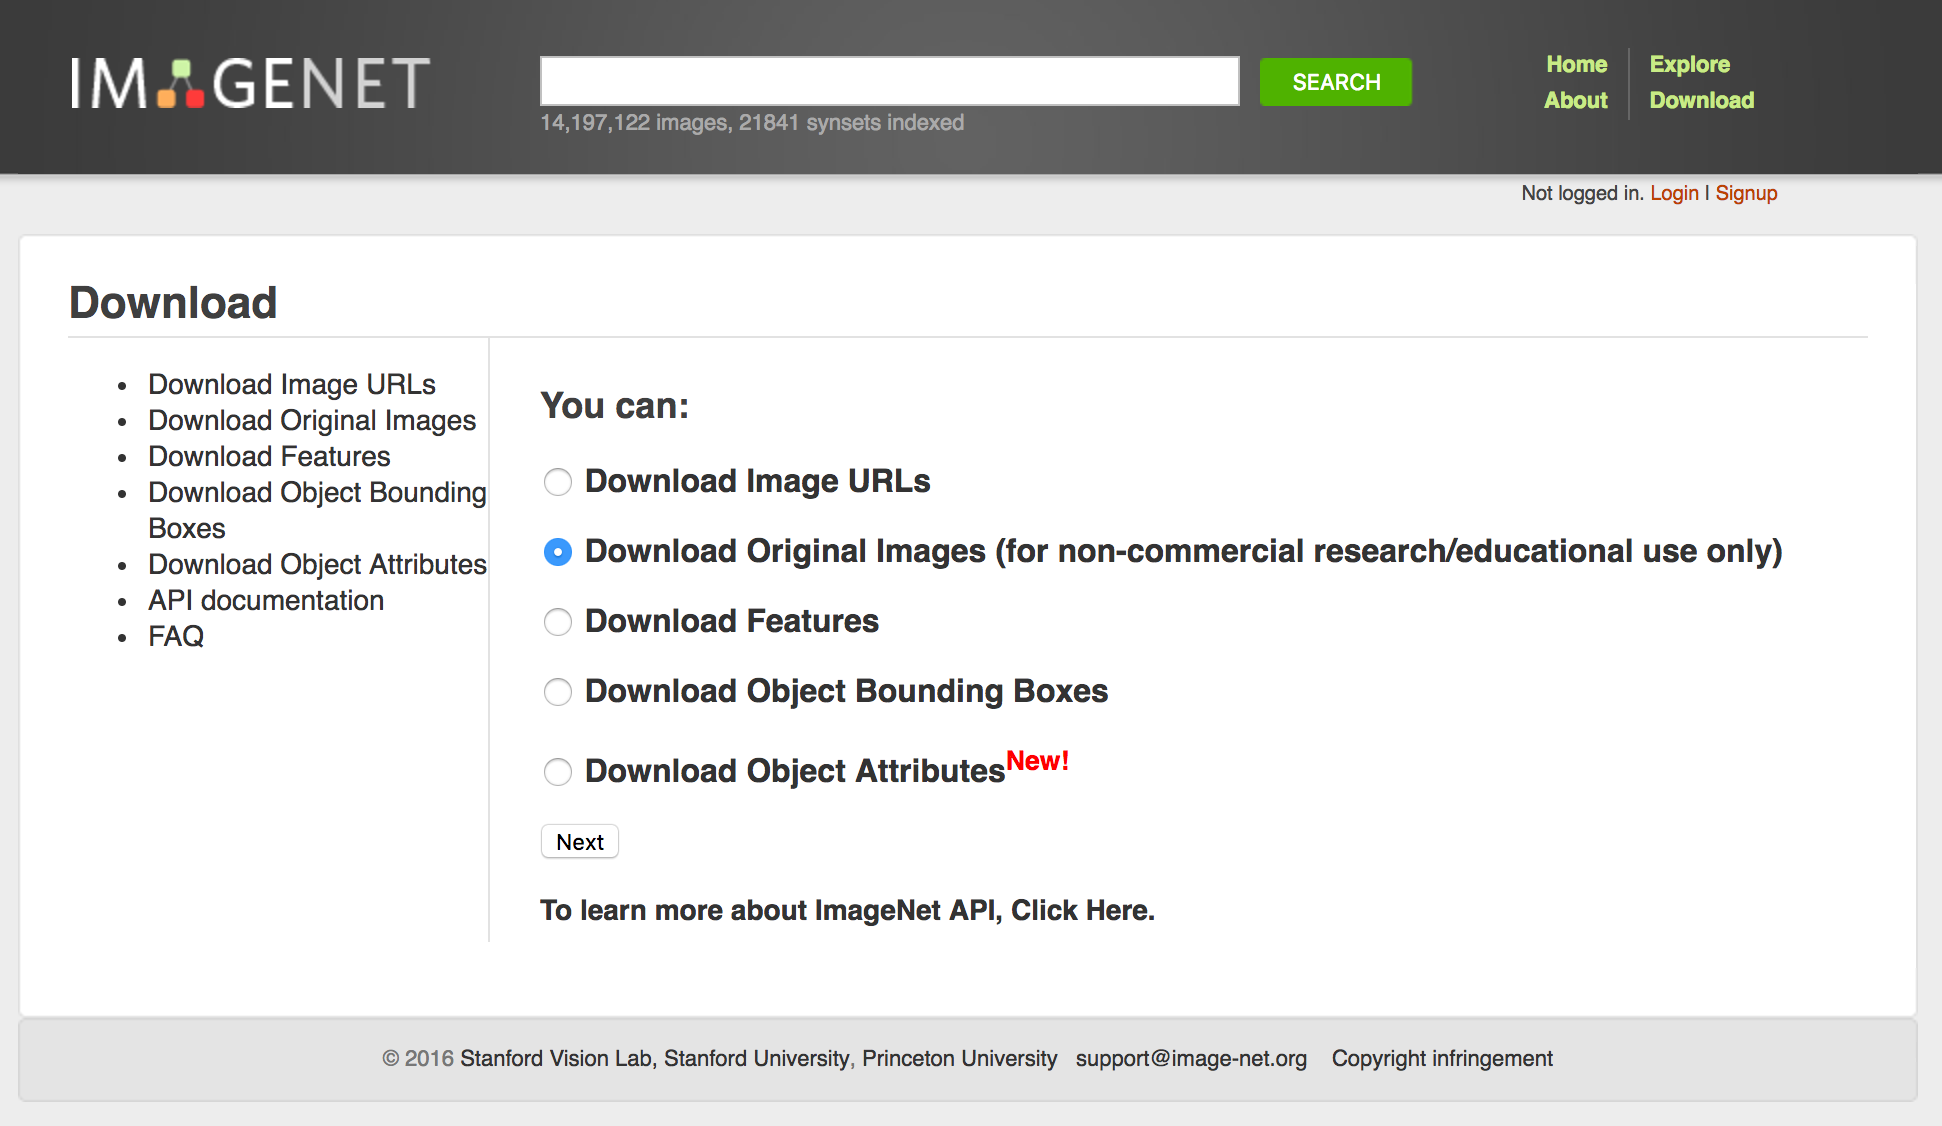 IMAGENET
SEARCH
14,197,122 images, 21841 synsets indexed
Home
Explore
About
Download
Not logged in. Login | Signup
Download
Download Image URLs
Download Original Images
Download Features
Download Object Bounding
Boxes
Download Object Attributes
API documentation
FAQ
You can:
Download Image URLs
Download Original Images (for non-commercial research/educational use only)
Download Features
Download Object Bounding Boxes
Download Object Attributes New!
Next
To learn more about ImageNet API, Click Here.
© 2016 Stanford Vision Lab, Stanford University, Princeton University support@image-net.org Copyright infringement